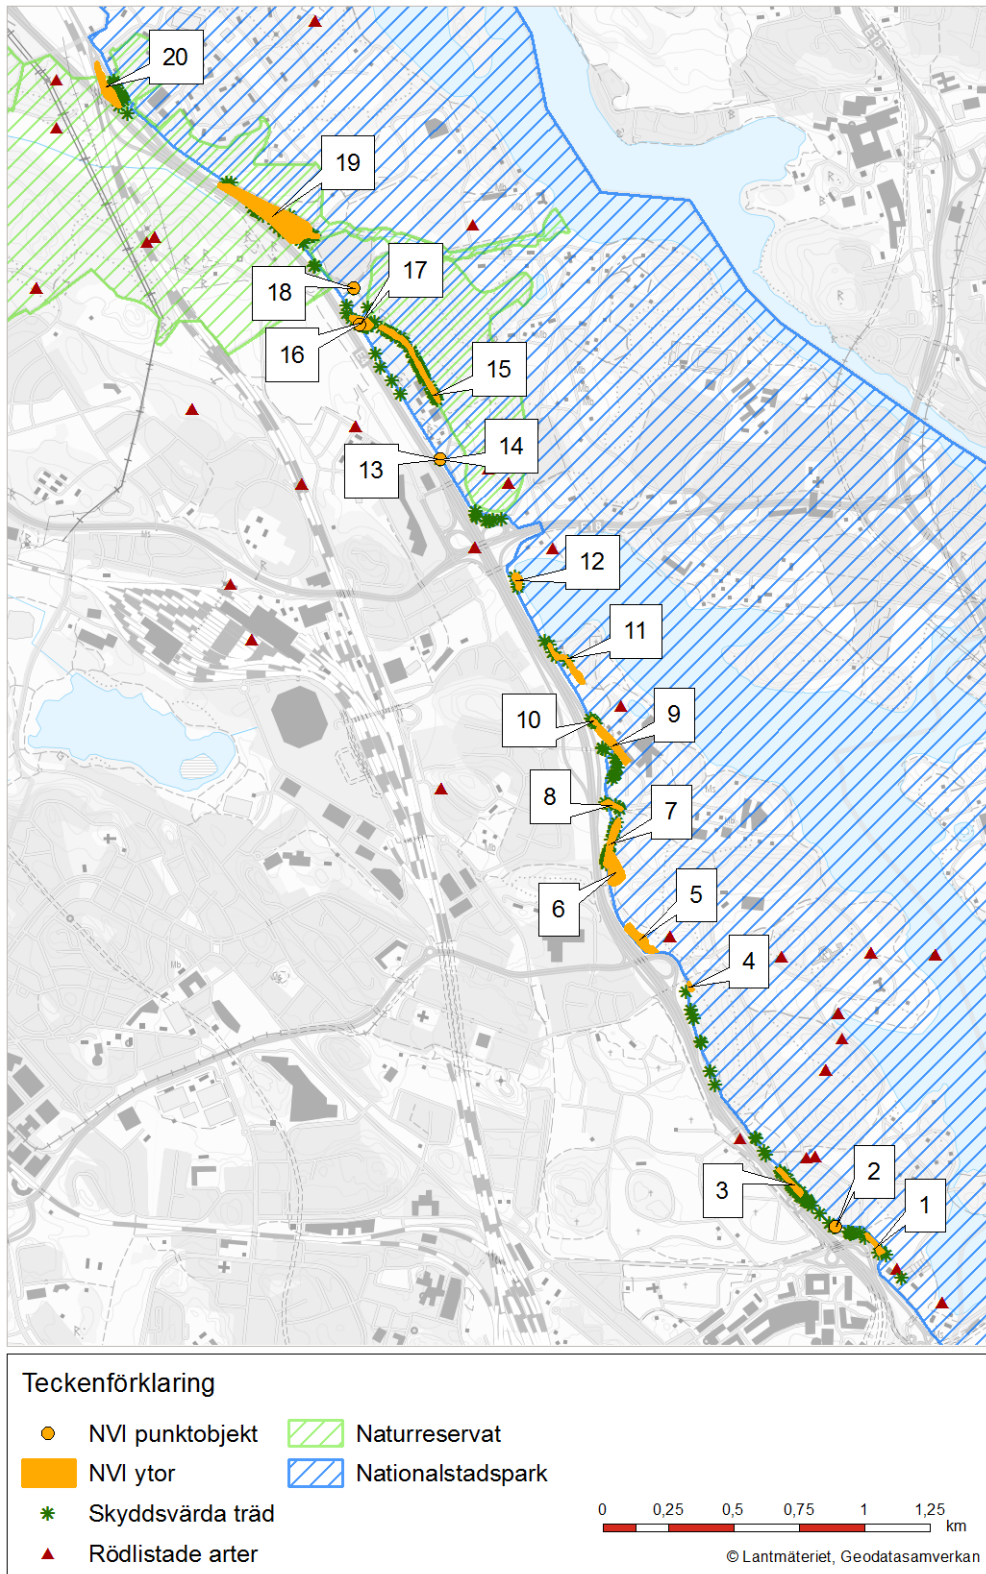 E18
20
19
17
18
16
15
14
13
12
11
10
9
8
7
6
5
4
3
2
1
Teckenförklaring
NVI punktobjekt
Naturreservat
NVI ytor
Nationalstadspark
Skyddsvärda träd
Rödlistade arter
0 0,25 0,5 0,75 1 1,25
km
© Lantmäteriet, Geodatasamverkan